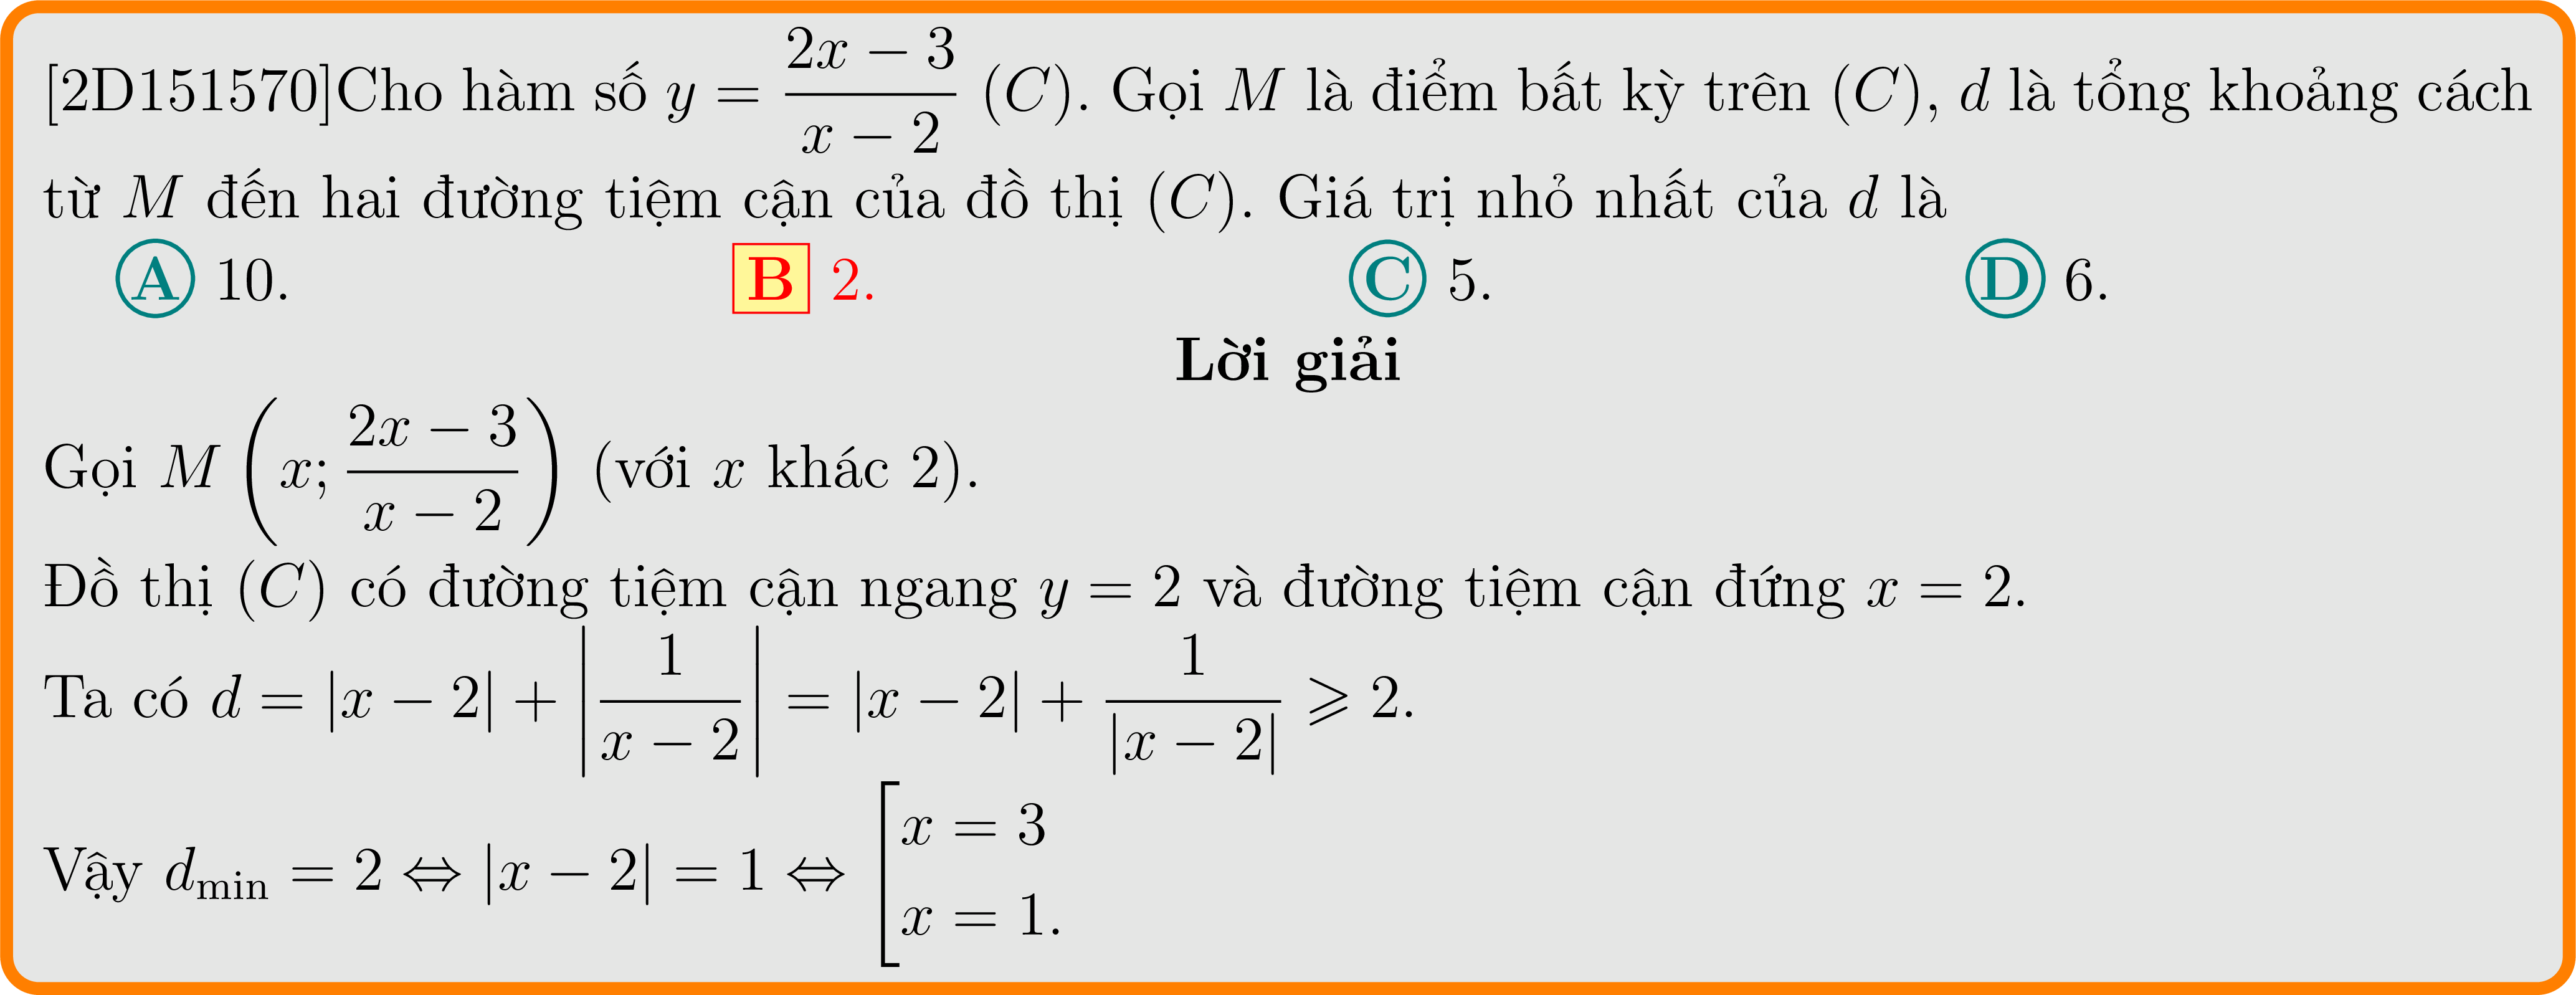 [2D151570]Cho hàm số $y = \dfrac{2x-3}{x-2}$ $(C)$. Gọi $M$ là điểm bất kỳ trên $(C)$, $d$ là tổng khoảng cách
từ $M$ đến hai đường tiệm cận của đồ thị $(C)$. Giá trị nhỏ nhất của $d$ là
A 10. B 2. C 5. D 6.
Lời giải
Gọi $M\left(x; \dfrac{2x-3}{x-2}\right)$ (với $x$ khác 2).
Đồ thị $(C)$ có đường tiệm cận ngang $y = 2$ và đường tiệm cận đứng $x = 2$.
Ta có $d = |x-2| + \left|\dfrac{1}{x-2}\right| = |x-2| + \dfrac{1}{|x-2|} \geqslant 2$.
Vậy $d_{\min} = 2 \Leftrightarrow |x-2| = 1 \Leftrightarrow \left[\begin{array}{l} x = 3 \\ x = 1. \end{array}\right.$